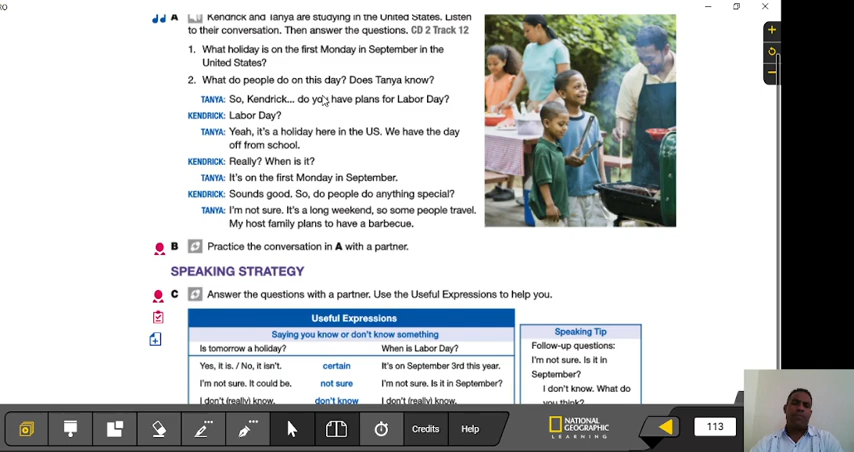 A Kendrick and Tanya are studying in the United States. Listen
to their conversation. Then answer the questions. CD 2 Track 12
1. What holiday is on the first Monday in September in the
United States?
2. What do people do on this day? Does Tanya know?
TANYA: So, Kendrick... do you have plans for Labor Day?
KENDRICK: Labor Day?
TANYA: Yeah, it's a holiday here in the US. We have the day
off from school.
KENDRICK: Really? When is it?
TANYA: It's on the first Monday in September.
KENDRICK: Sounds good. So, do people do anything special?
TANYA: I'm not sure. It's a long weekend, so some people travel.
My host family plans to have a barbecue.
B Practice the conversation in A with a partner.
SPEAKING STRATEGY
C Answer the questions with a partner. Use the Useful Expressions to help you.
Useful Expressions
Saying you know or don't know something
Is tomorrow a holiday? When is Labor Day?
Yes, it is. / No, it isn't. certain It's on September 3rd this year.
I'm not sure. It could be. not sure I'm not sure. Is it in September?
I don't (really) know. don't know I don't (really) know.
Speaking Tip
Follow-up questions:
I'm not sure. Is it in
September?
I don't know. What do
you think?
Credits
Help
NATIONAL
GEOGRAPHIC
LEARNING
113